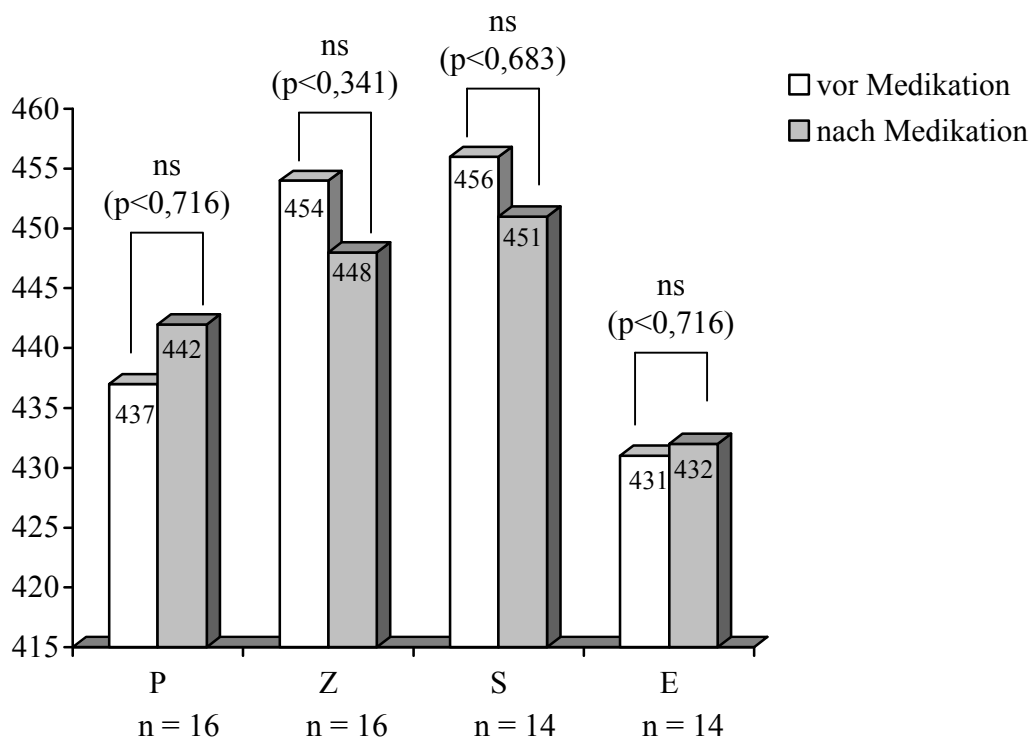 ns
(p<0,716)
ns
(p<0,341)
ns
(p<0,683)
ns
(p<0,716)
vor Medikation
nach Medikation
460
455
450
445
440
435
430
425
420
415
437
442
454
448
456
451
431
432
P
Z
S
E
n = 16
n = 16
n = 14
n = 14